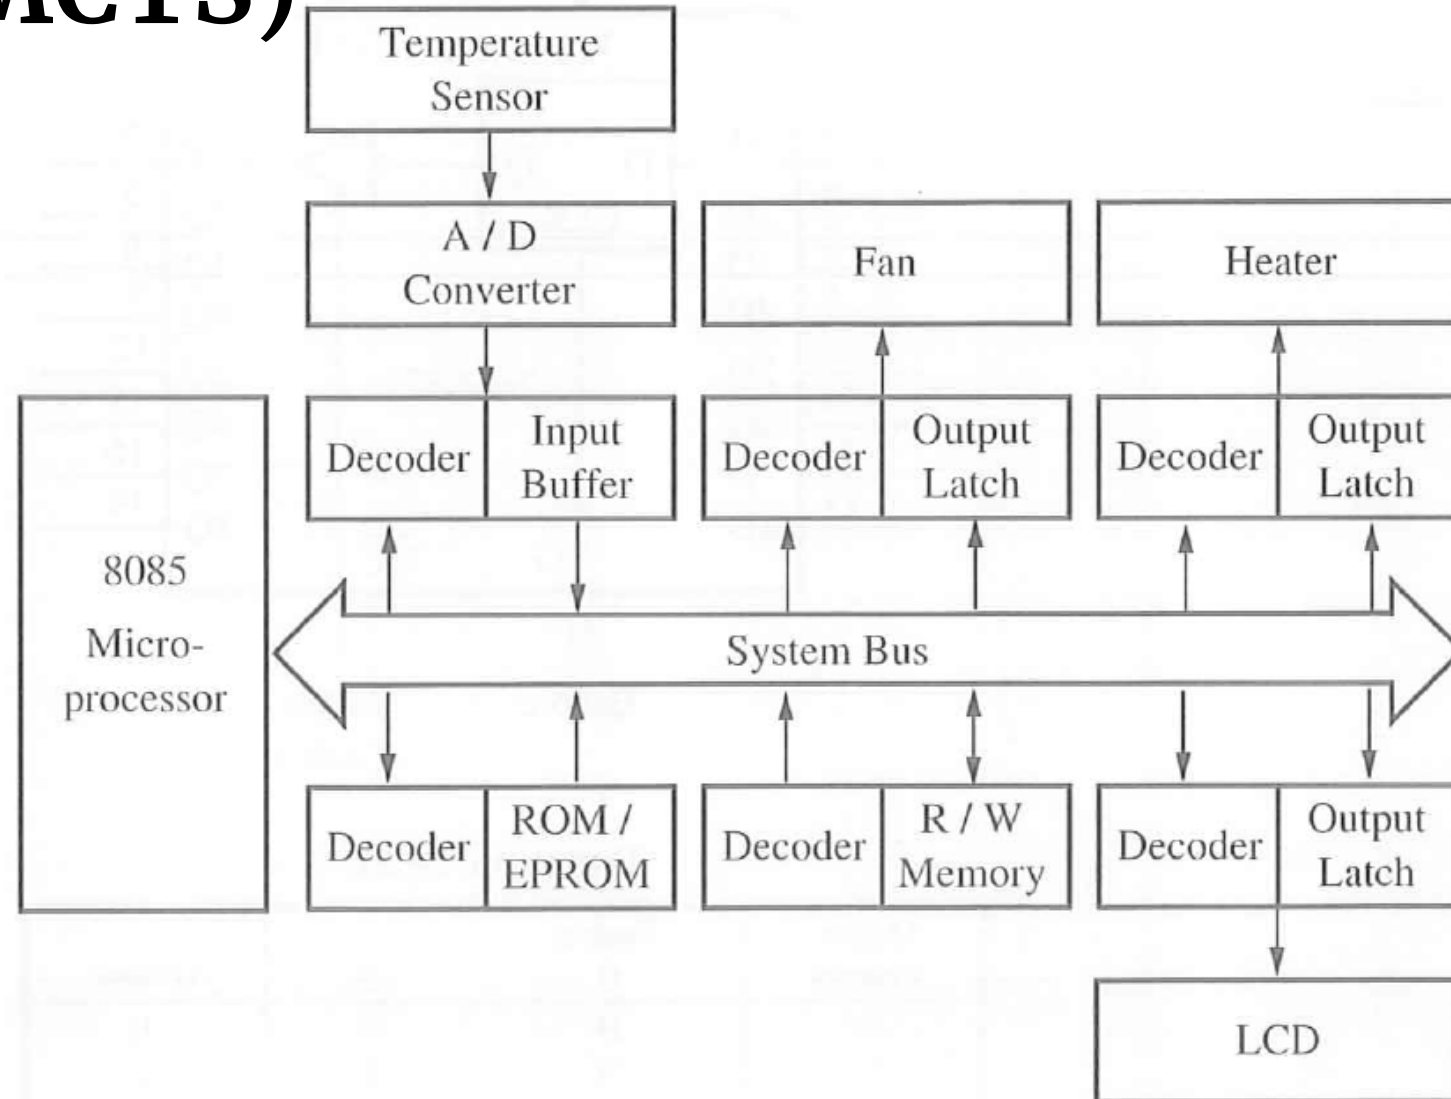 MCTS)
Temperature
Sensor
A / D
Converter
Fan
Heater
8085
Micro-
processor
Decoder
Input
Buffer
Decoder
Output
Latch
Decoder
Output
Latch
System Bus
Decoder
ROM /
EPROM
Decoder
R / W
Memory
Decoder
Output
Latch
LCD